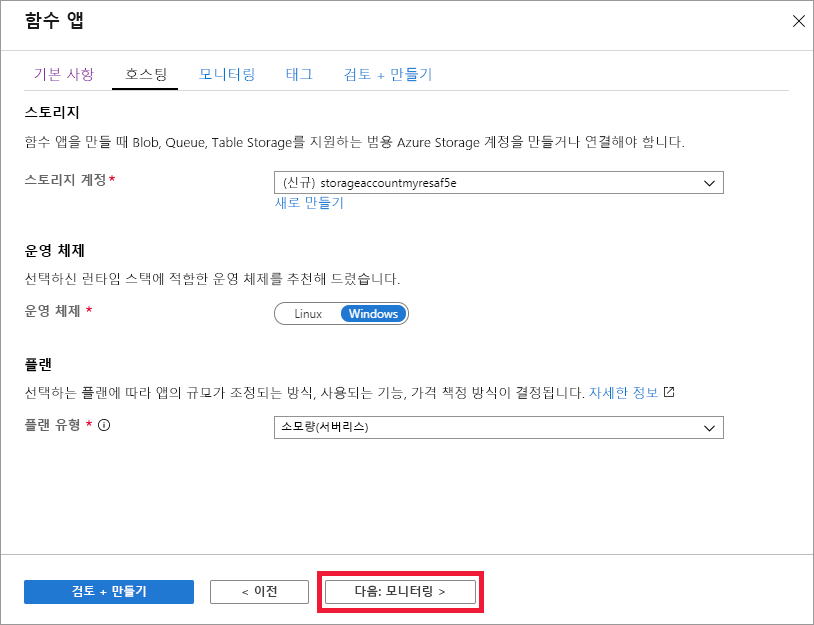 함수 앱
기본 사항 호스팅 모니터링 태그 검토 + 만들기
스토리지
함수 앱을 만들 때 Blob, Queue, Table Storage를 지원하는 범용 Azure Storage 계정을 만들거나 연결해야 합니다.
스토리지 계정 * (신규) storageaccountmyresaf5e
새로 만들기
운영 체제
선택하신 런타임 스택에 적합한 운영 체제를 추천해 드렸습니다.
운영 체제 * Linux Windows
플랜
선택하는 플랜에 따라 앱의 규모가 조정되는 방식, 사용되는 기능, 가격 책정 방식이 결정됩니다. 자세한 정보
플랜 유형 * 소모량(서버리스)
검토 + 만들기 < 이전 다음: 모니터링 >